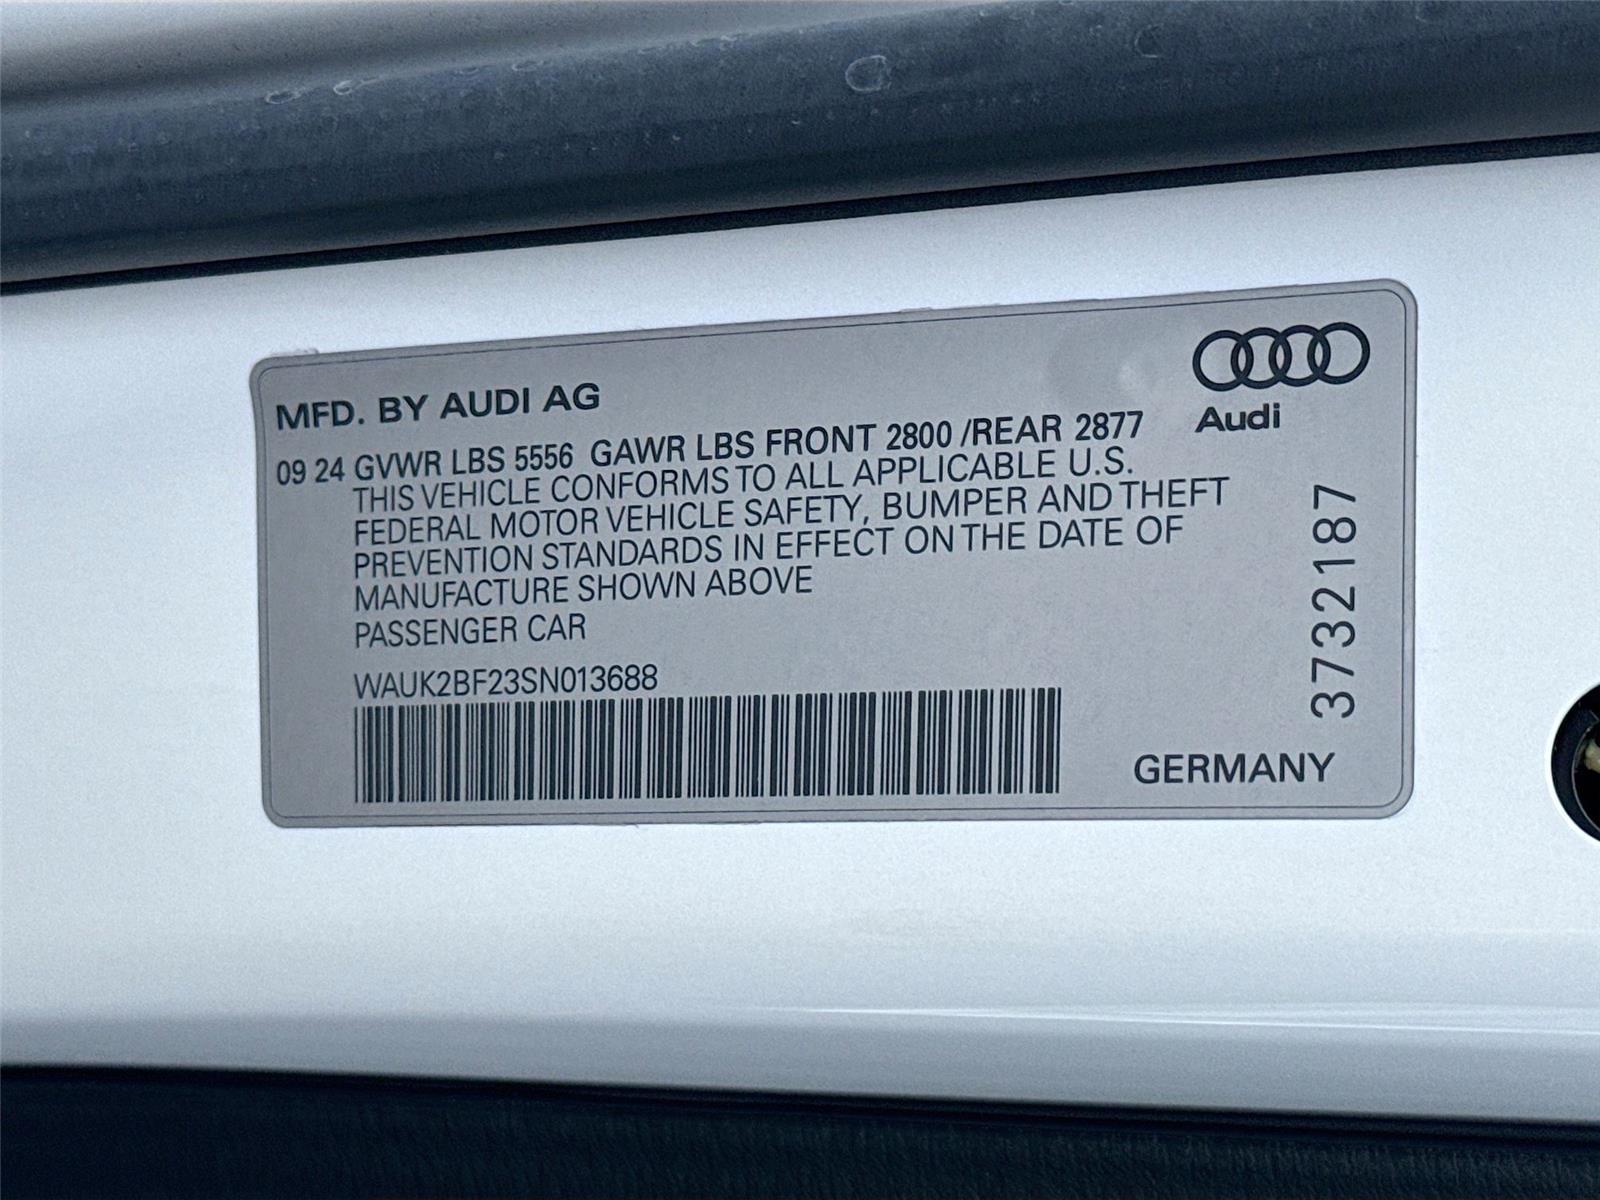 MFD. BY AUDI AG
Audi
09 24 GVWR LBS 5556 GAWR LBS FRONT 2800 /REAR 2877
THIS VEHICLE CONFORMS TO ALL APPLICABLE U.S.
FEDERAL MOTOR VEHICLE SAFETY, BUMPER AND THEFT
PREVENTION STANDARDS IN EFFECT ON THE DATE OF
MANUFACTURE SHOWN ABOVE
PASSENGER CAR
WAUK2BF23SN013688
3732187
GERMANY